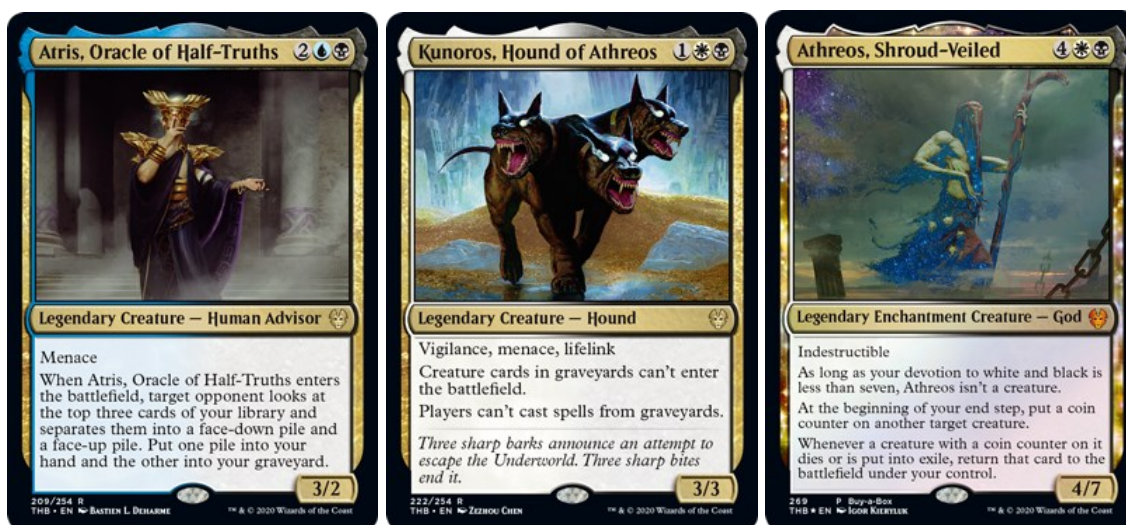 Atris, Oracle of Half-Truths 2
Legendary Creature — Human Advisor
Menace
When Atris, Oracle of Half-Truths enters
the battlefield, target opponent looks at
the top three cards of your library and
separates them into a face-down pile and
a face-up pile. Put one pile into your
hand and the other into your graveyard.
3/2
209/254 R
THB • EN BASTIEN L. DEHARME
™ & © 2020 Wizards of the Coast
Kunoros, Hound of Athreos 1
Legendary Creature — Hound
Vigilance, menace, lifelink
Creature cards in graveyards can't enter
the battlefield.
Players can't cast spells from graveyards.
Three sharp barks announce an attempt to
escape the Underworld. Three sharp bites
end it.
3/3
222/254 R
THB • EN ZEZHOU CHEN
™ & © 2020 Wizards of the Coast
Athreos, Shroud-Veiled 4
Legendary Enchantment Creature — God
Indestructible
As long as your devotion to white and black is
less than seven, Athreos isn't a creature.
At the beginning of your end step, put a coin
counter on another target creature.
Whenever a creature with a coin counter on it
dies or is put into exile, return that card to the
battlefield under your control.
4/7
269 P Buy-a-Box
THB ★ EN IGOR KIERYLUK
™ & © 2020 Wizards of the Coast